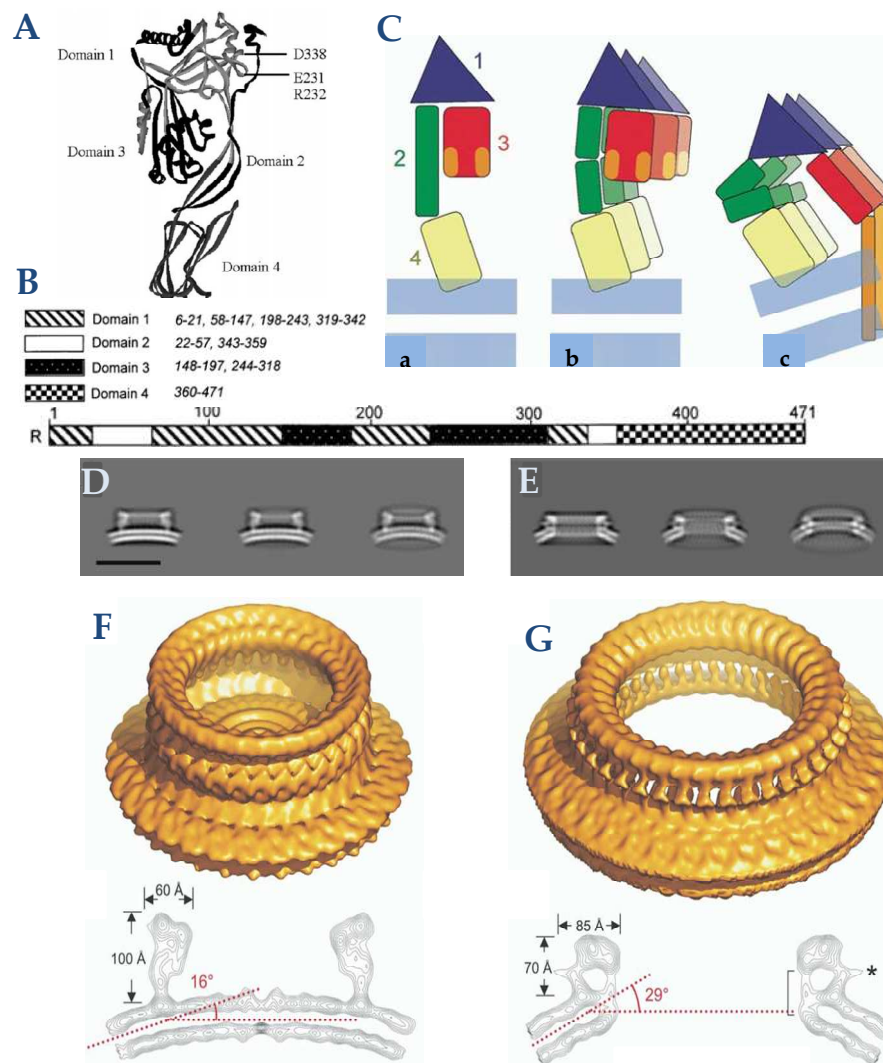 A
Domain 1
D338
E231
R232
Domain 3
Domain 2
Domain 4
C
1
2
3
4
a
b
c
B
Domain 1 6-21, 58-147, 198-243, 319-342
Domain 2 22-57, 343-359
Domain 3 148-197, 244-318
Domain 4 360-471
1 100 200 300 400 471
R
D
E
F
60 Å
100 Å
16°
G
85 Å
70 Å
*
29°